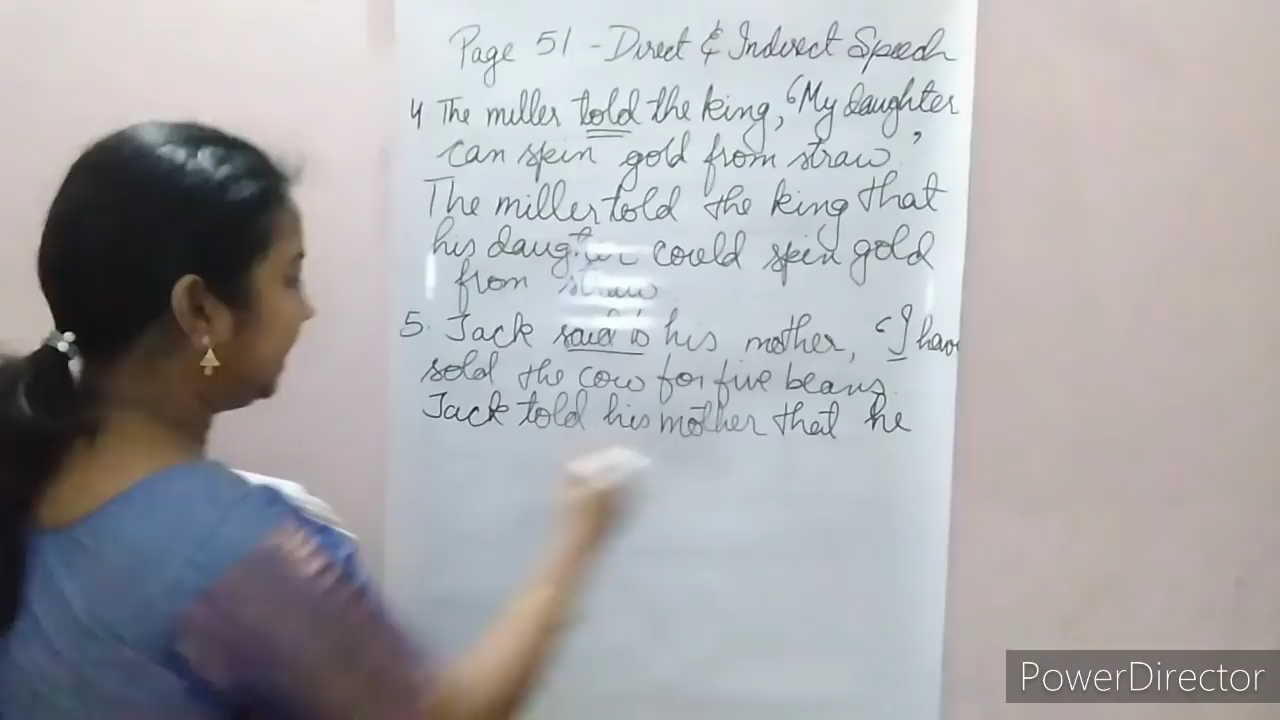 Page 51 - Direct & Indirect Speech
4 The miller told the king, ‘My daughter
can spin gold from straw.’
The miller told the king that
his daughter could spin gold
from straw
5. Jack said to his mother, ‘I have
sold the cow for five beans
Jack told his mother that he
PowerDirector